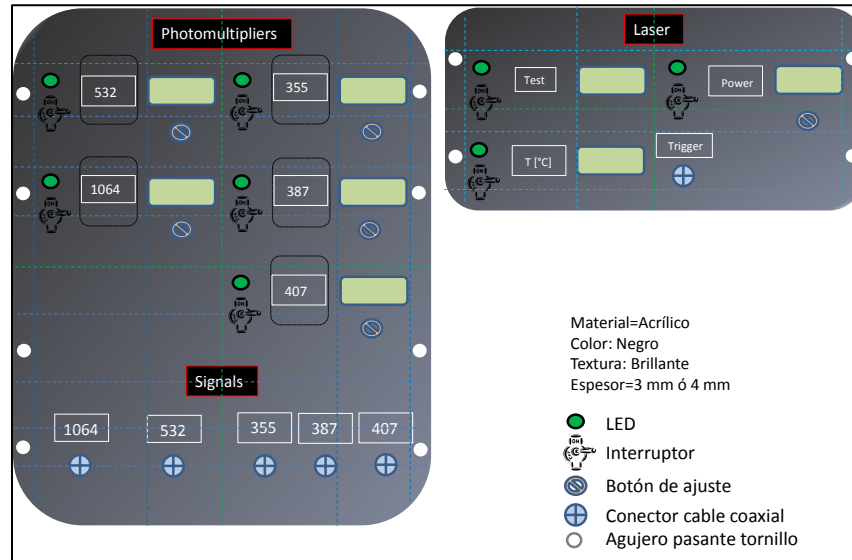 Photomultipliers
532
355
1064
387
407
Signals
1064
532
355
387
407
Laser
Test
Power
T [°C]
Trigger
Material=Acrílico
Color: Negro
Textura: Brillante
Espesor=3 mm ó 4 mm
LED
Interruptor
Botón de ajuste
Conector cable coaxial
Agujero pasante tornillo